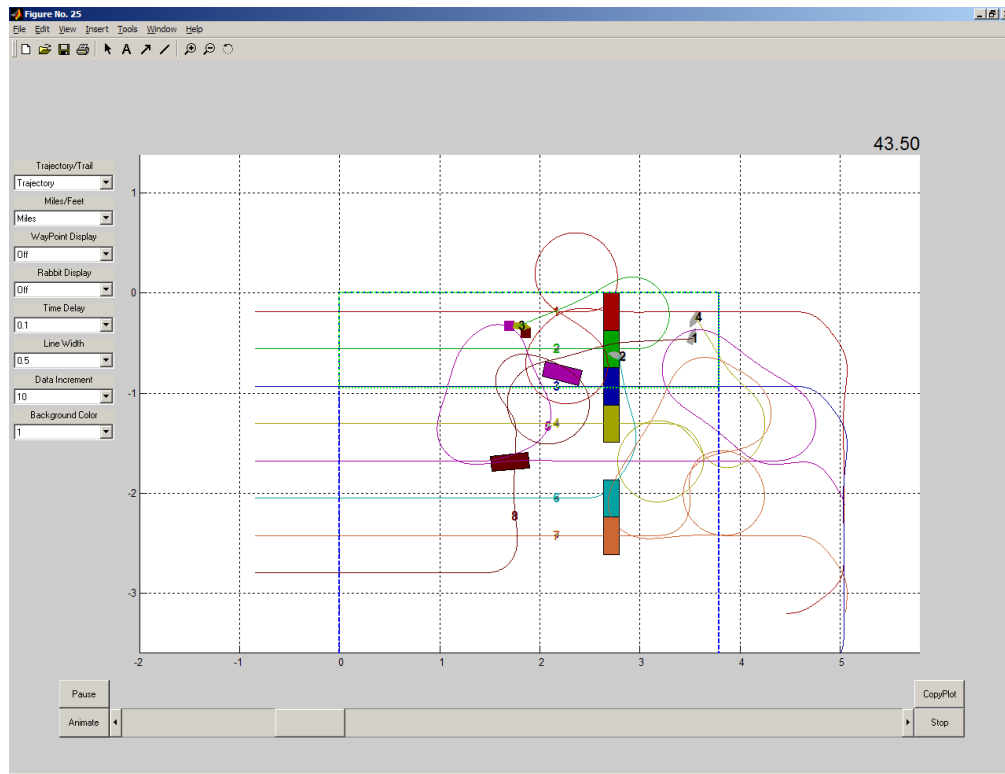 Figure No. 25
File Edit View Insert Tools Window Help
A
43.50
Trajectory/Trail
Trajectory
Miles/Feet
Miles
WayPoint Display
Off
Rabbit Display
Off
Time Delay
0.1
Line Width
0.5
Data Increment
10
Background Color
1
1
0
-1
-2
-3
-2 -1 0 1 2 3 4 5
1
2
3
4
5
6
7
8
3
4
1
2
Pause
Animate
CopyPlot
Stop